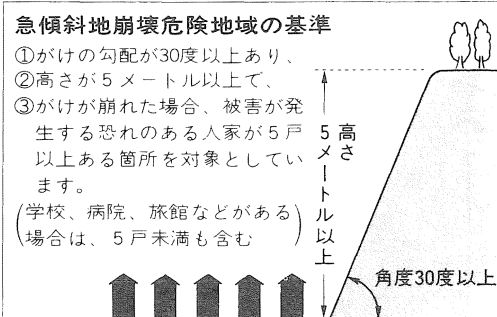 急傾斜地崩壊危険地域の基準
①がけの勾配が30度以上あり、
②高さが５メートル以上で、
③がけが崩れた場合、被害が発
生する恐れのある人家が５戸
以上ある箇所を対象としてい
ます。
(学校、病院、旅館などがある
場合は、５戸未満も含む)
高さ
５メートル以上
角度30度以上